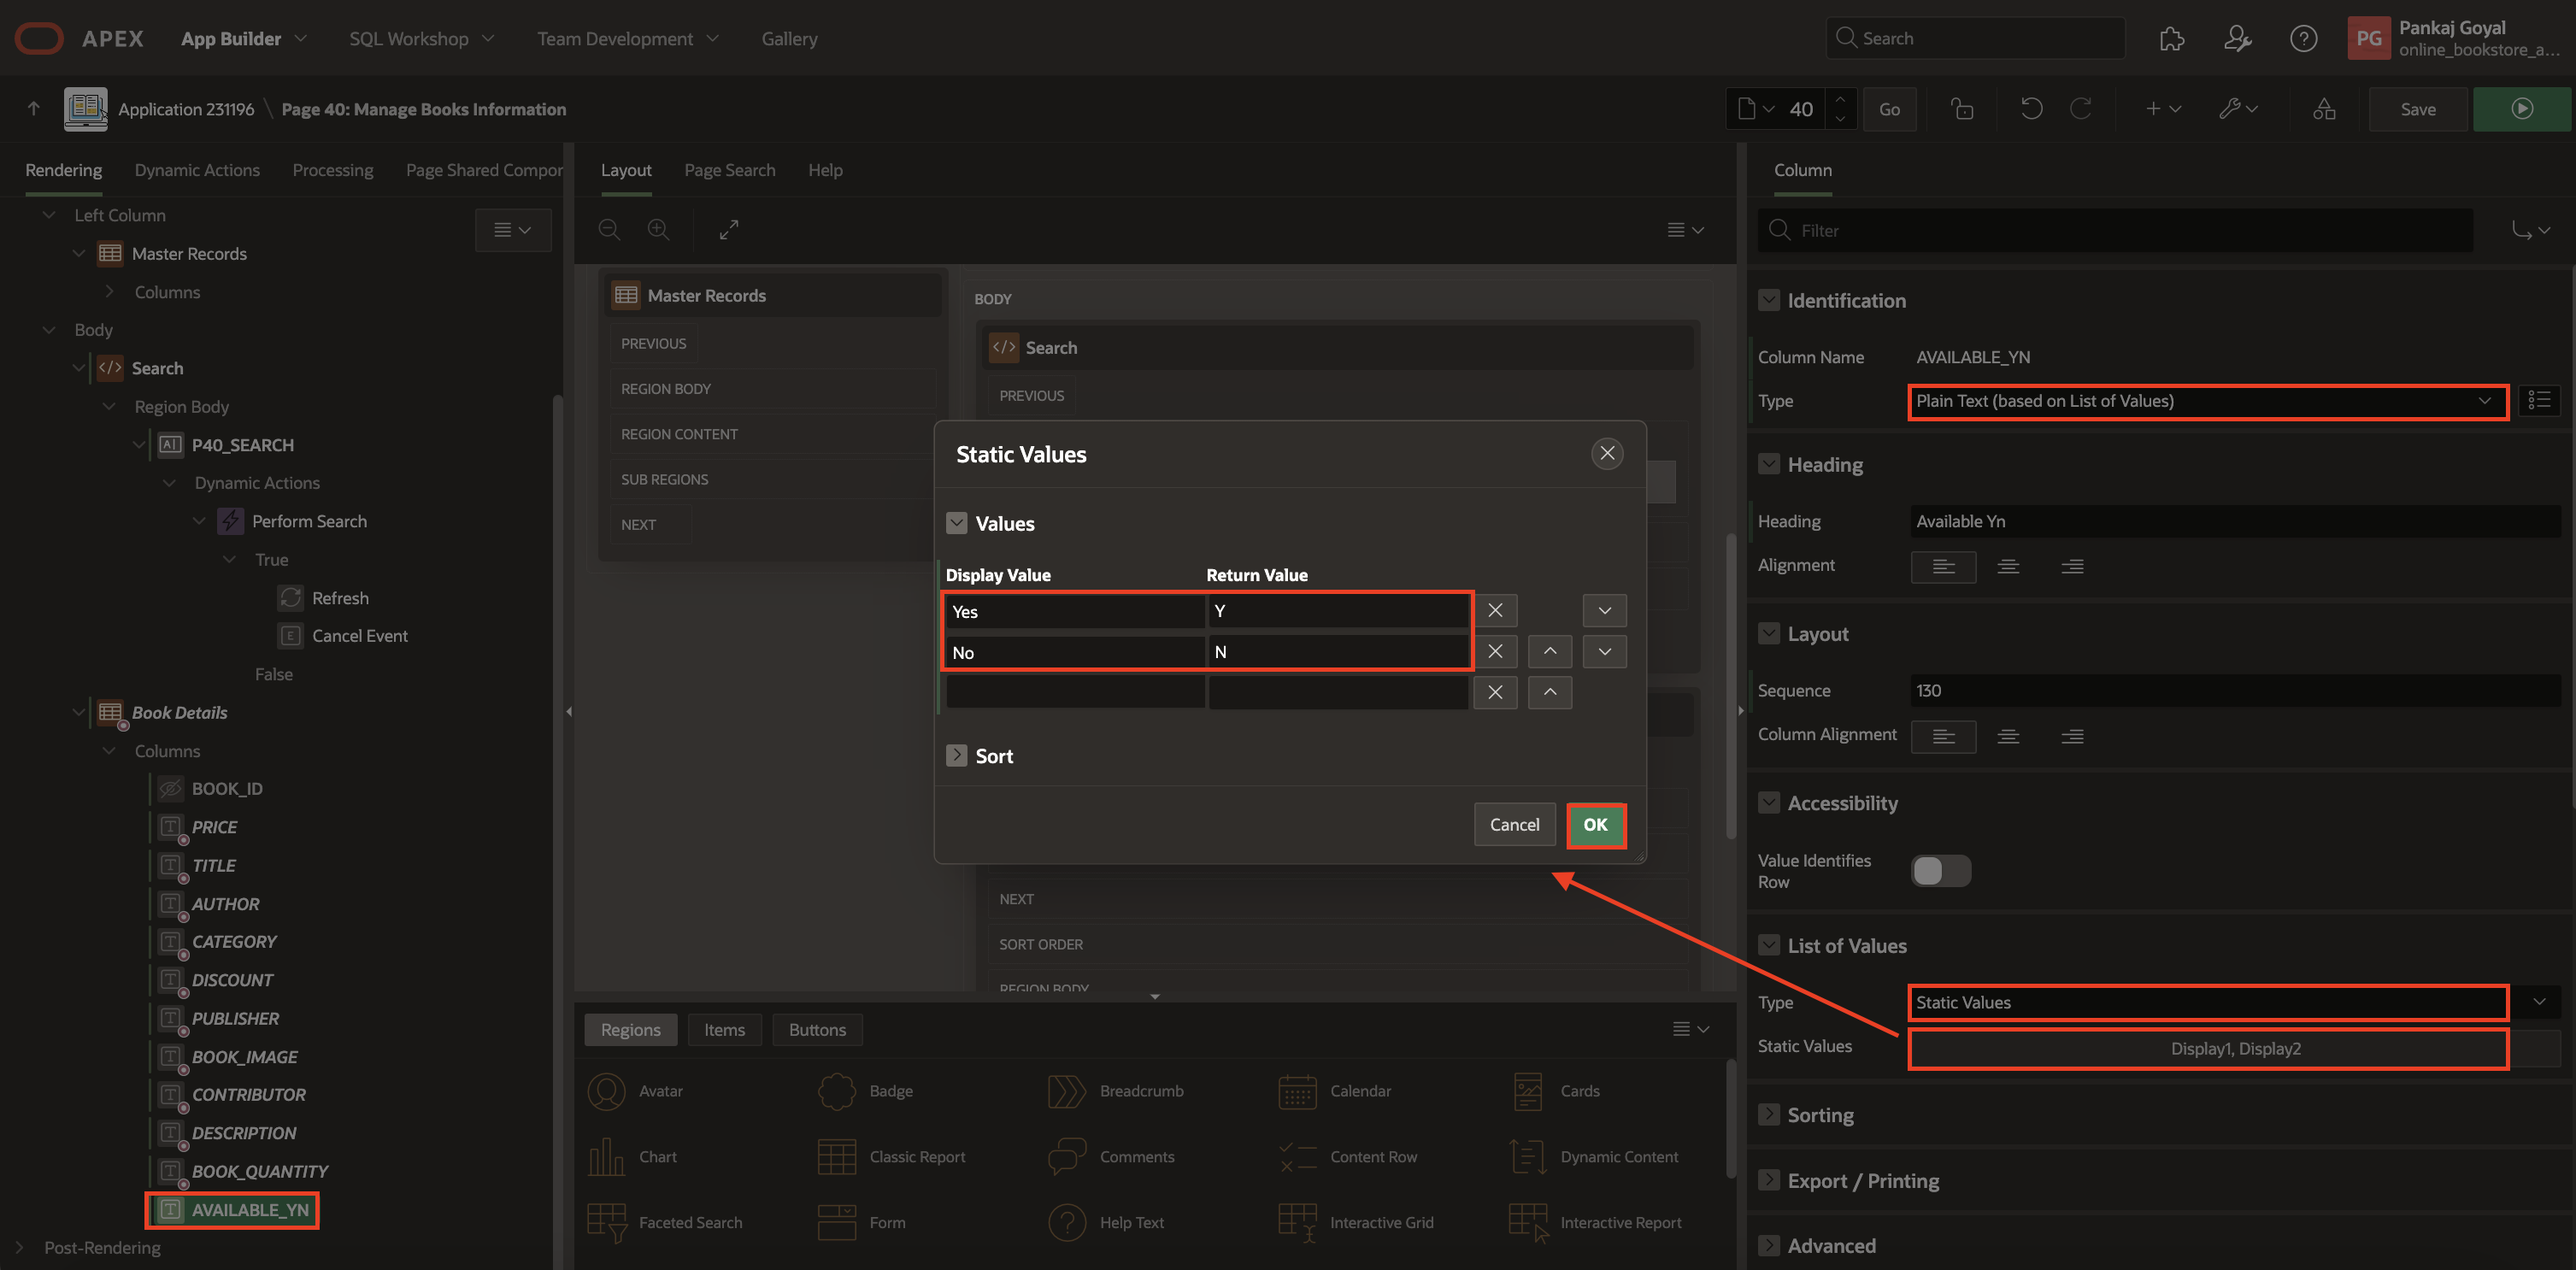 APEX App Builder SQL Workshop Team Development Gallery Search PG Pankaj Goyal
online_bookstore_a...
Application 231196 \ Page 40: Manage Books Information 40 Go Save
Rendering Dynamic Actions Processing Page Shared Compor
Left Column
Master Records
Columns
Body
</> Search
Region Body
P40_SEARCH
Dynamic Actions
Perform Search
True
Refresh
Cancel Event
False
Book Details
Columns
BOOK_ID
PRICE
TITLE
AUTHOR
CATEGORY
DISCOUNT
PUBLISHER
BOOK_IMAGE
CONTRIBUTOR
DESCRIPTION
BOOK_QUANTITY
AVAILABLE_YN
Post-Rendering
Layout Page Search Help
Master Records
PREVIOUS
REGION BODY
REGION CONTENT
SUB REGIONS
NEXT
BODY
</> Search
PREVIOUS
Static Values
Values
Display Value Return Value
Yes Y
No N
Sort
Cancel OK
NEXT
SORT ORDER
REGION BODY
Regions Items Buttons
Avatar Badge Breadcrumb Calendar Cards
Chart Classic Report Comments Content Row Dynamic Content
Faceted Search Form Help Text Interactive Grid Interactive Report
Column
Filter
Identification
Column Name AVAILABLE_YN
Type Plain Text (based on List of Values)
Heading
Heading Available Yn
Alignment
Layout
Sequence 130
Column Alignment
Accessibility
Value Identifies
Row
List of Values
Type Static Values
Static Values Display1, Display2
Sorting
Export / Printing
Advanced